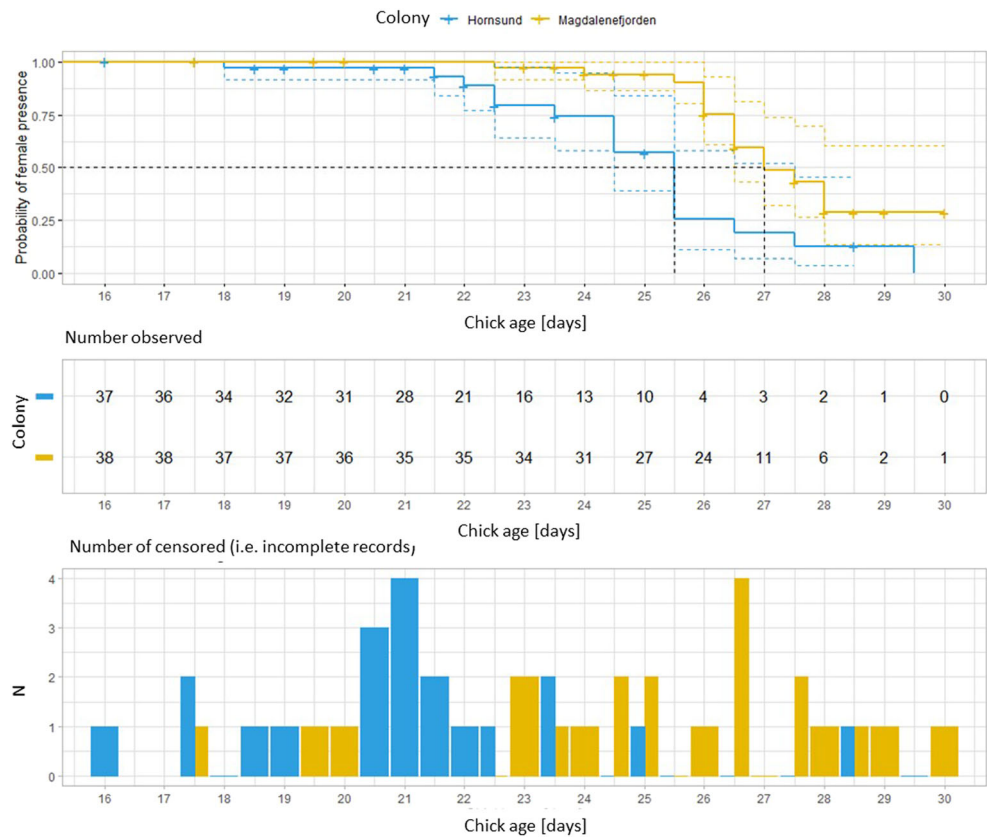 Colony Hornsund Magdalenefjorden
Probability of female presence
1.00
0.75
0.50
0.25
0.00
16 17 18 19 20 21 22 23 24 25 26 27 28 29 30
Chick age [days]
Number observed
Colony
37 36 34 32 31 28 21 16 13 10 4 3 2 1 0
38 38 37 37 36 35 35 34 31 27 24 11 6 2 1
16 17 18 19 20 21 22 23 24 25 26 27 28 29 30
Chick age [days]
Number of censored (i.e. incomplete records)
N
4
3
2
1
0
16 17 18 19 20 21 22 23 24 25 26 27 28 29 30
Chick age [days]